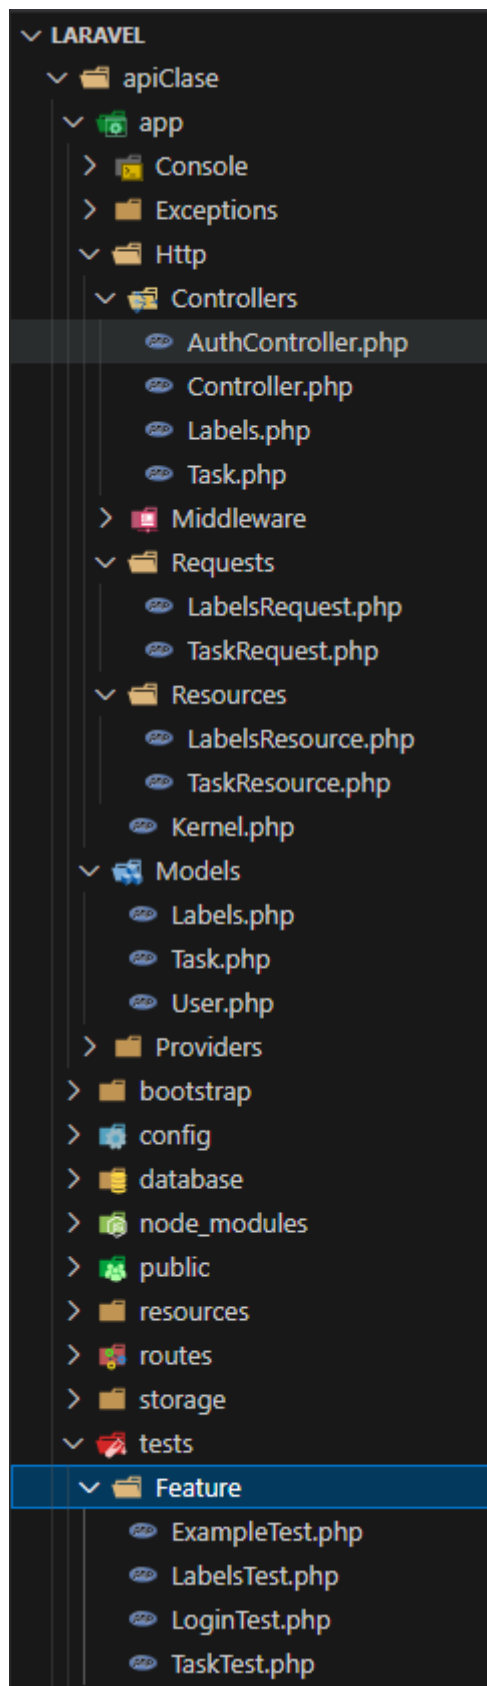 LARAVEL
apiClase
app
Console
Exceptions
Http
Controllers
AuthController.php
Controller.php
Labels.php
Task.php
Middleware
Requests
LabelsRequest.php
TaskRequest.php
Resources
LabelsResource.php
TaskResource.php
Kernel.php
Models
Labels.php
Task.php
User.php
Providers
bootstrap
config
database
node_modules
public
resources
routes
storage
tests
Feature
ExampleTest.php
LabelsTest.php
LoginTest.php
TaskTest.php